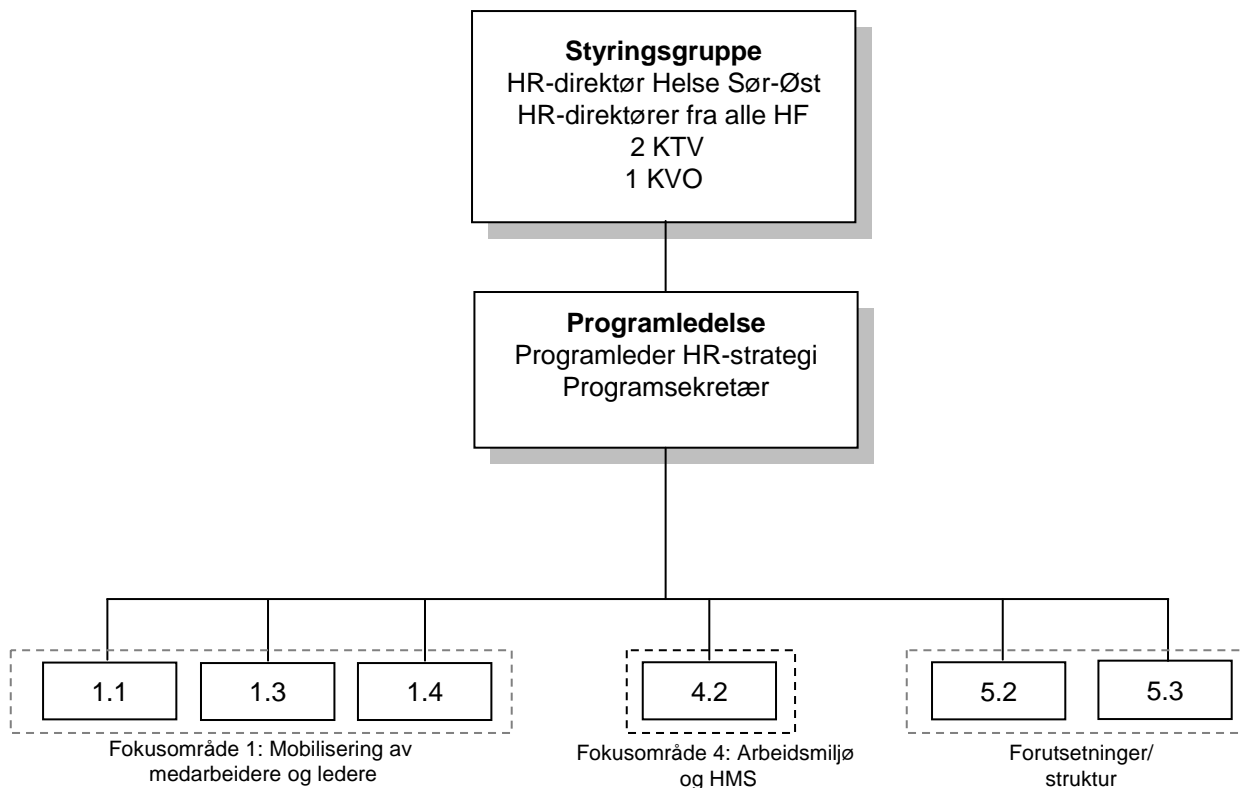 Styringsgruppe
HR-direktør Helse Sør-Øst
HR-direktører fra alle HF
2 KTV
1 KVO
Programledelse
Programleder HR-strategi
Programsekretær
1.1
1.3
1.4
4.2
5.2
5.3
Fokusområde 1: Mobilisering av
medarbeidere og ledere
Fokusområde 4: Arbeidsmiljø
og HMS
Forutsetninger/
struktur